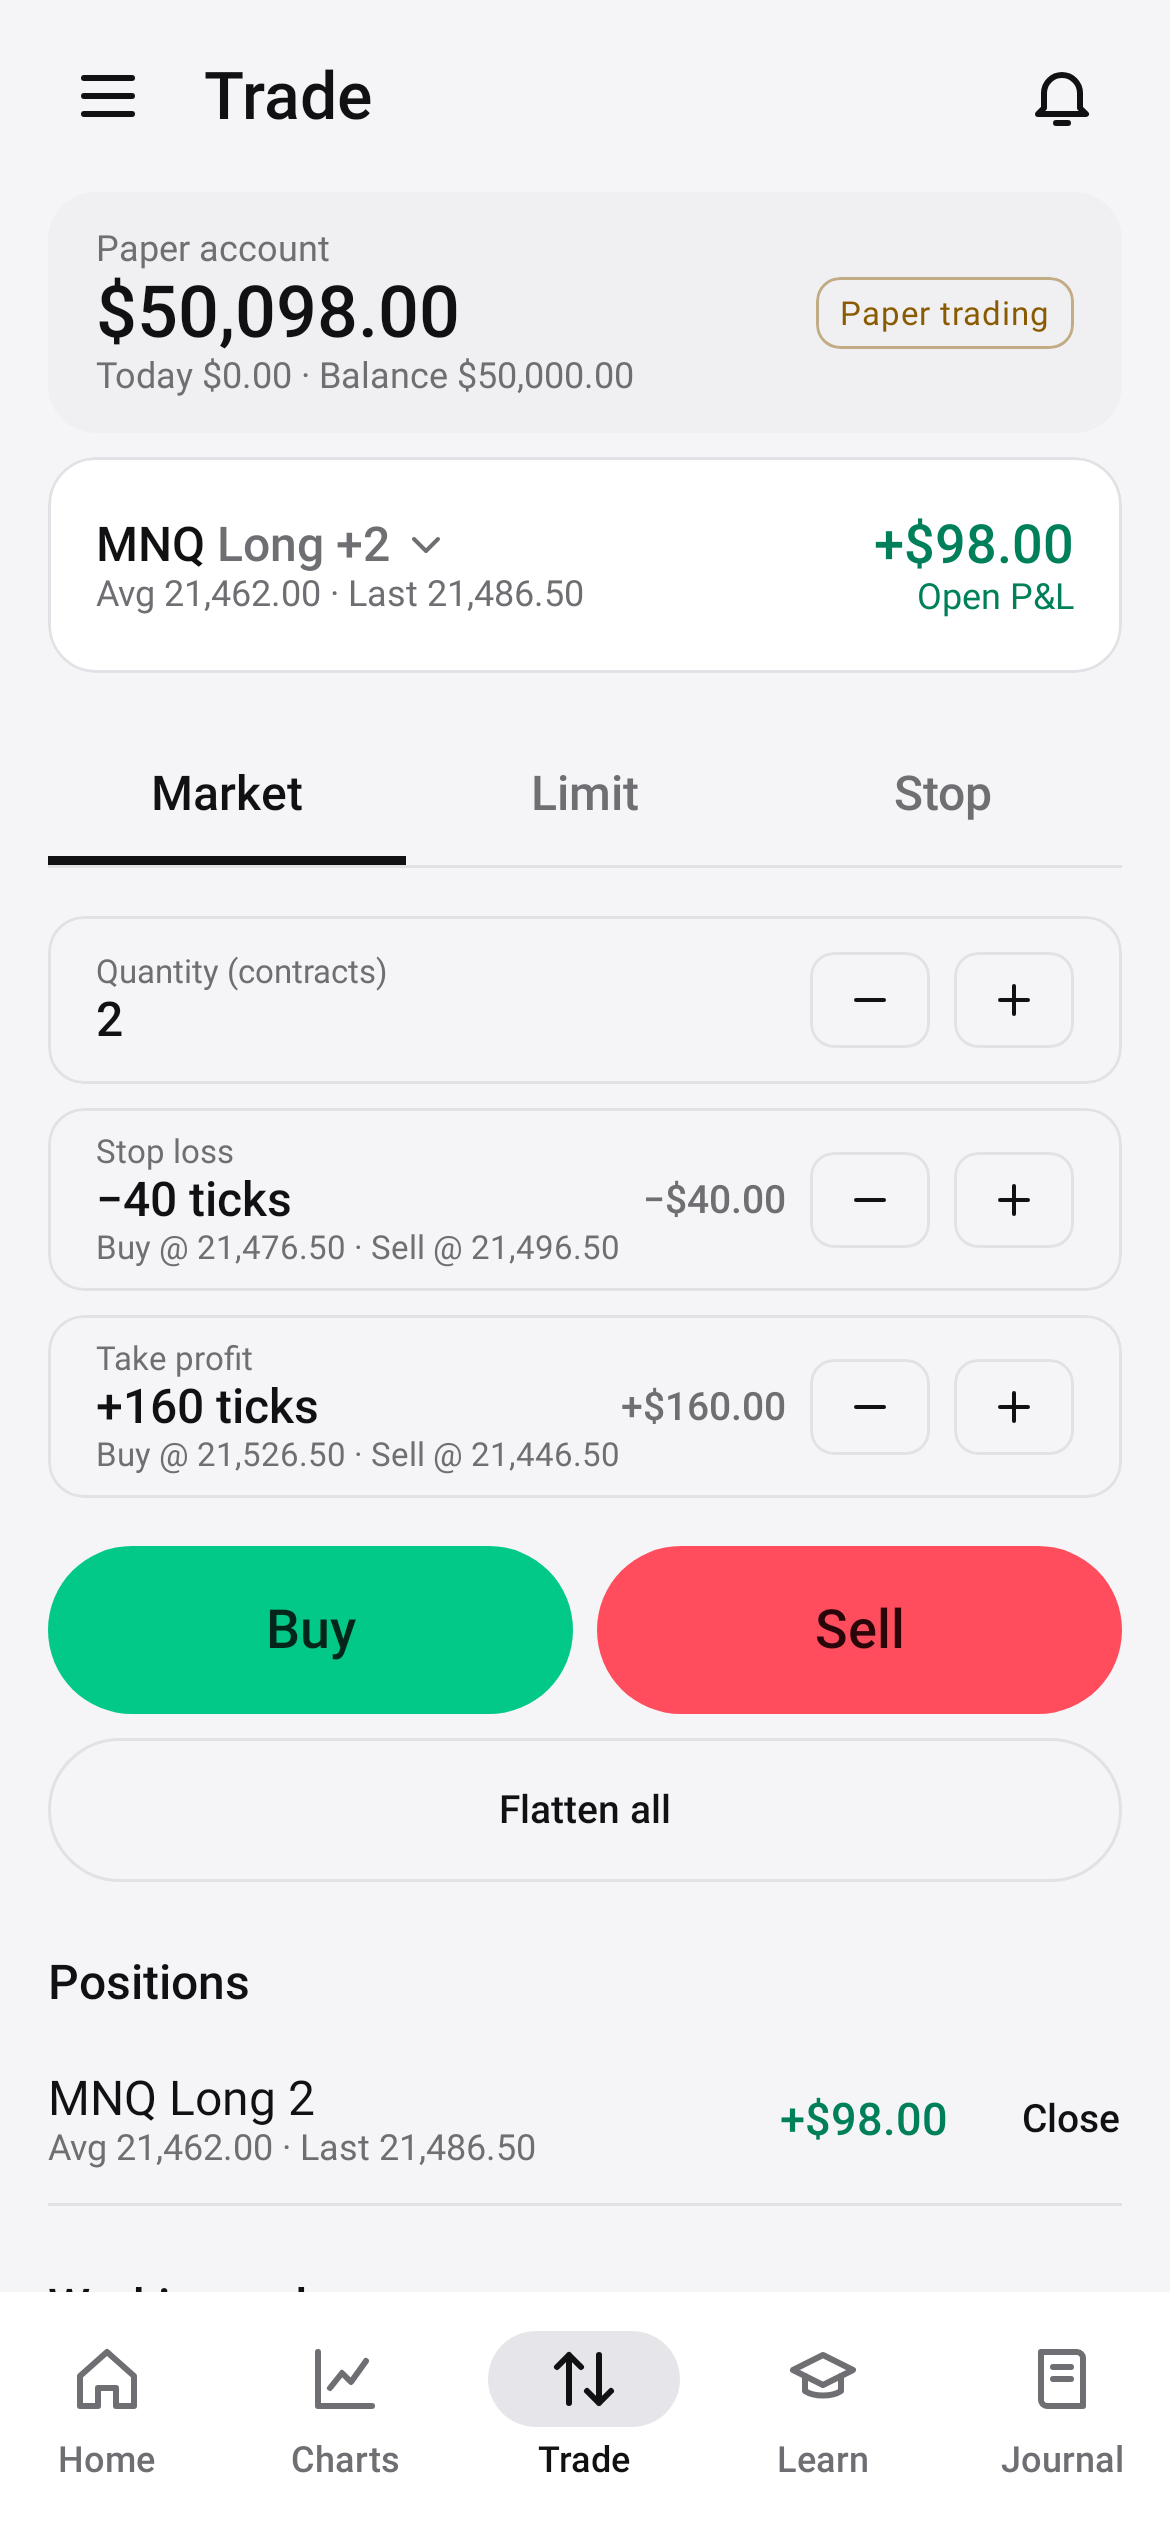 Trade
Paper account
$50,098.00
Paper trading
Today $0.00 · Balance $50,000.00
MNQ Long +2
+$98.00
Avg 21,462.00 · Last 21,486.50
Open P&L
Market
Limit
Stop
Quantity (contracts)
2
Stop loss
−40 ticks
−$40.00
Buy @ 21,476.50 · Sell @ 21,496.50
Take profit
+160 ticks
+$160.00
Buy @ 21,526.50 · Sell @ 21,446.50
Buy
Sell
Flatten all
Positions
MNQ Long 2
+$98.00
Close
Avg 21,462.00 · Last 21,486.50
Home
Charts
Trade
Learn
Journal